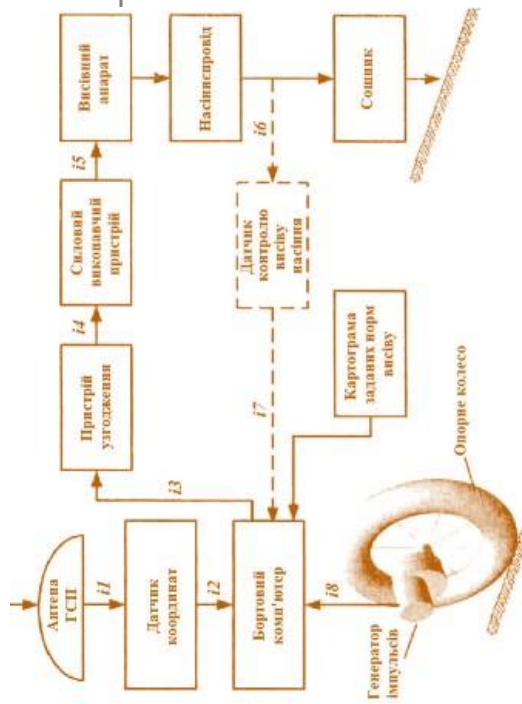 Антена
ГСП
i1
Датчик
координат
i2
Бортовий
комп'ютер
i3
Пристрій
узгодження
i4
Силовий
виконавчий
пристрій
i5
Висівний
апарат
Насіннєпровід
i6
Сошник
Датчик
контролю
висіву
насіння
i7
Картограма
заданих норм
висіву
i8
Генератор
імпульсів
Опорне колесо